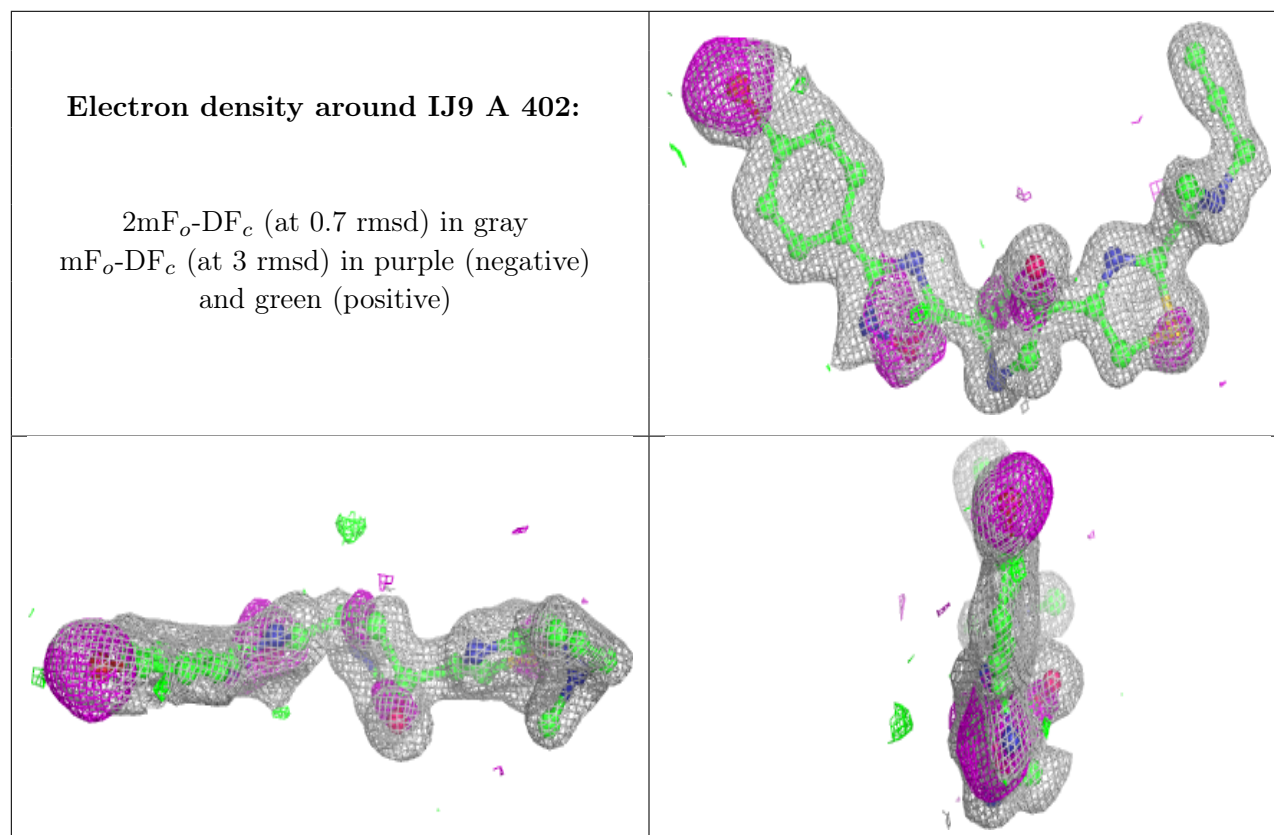 Electron density around IJ9 A 402:
2mFₒ-DF𝒸 (at 0.7 rmsd) in gray
mFₒ-DF𝒸 (at 3 rmsd) in purple (negative)
and green (positive)